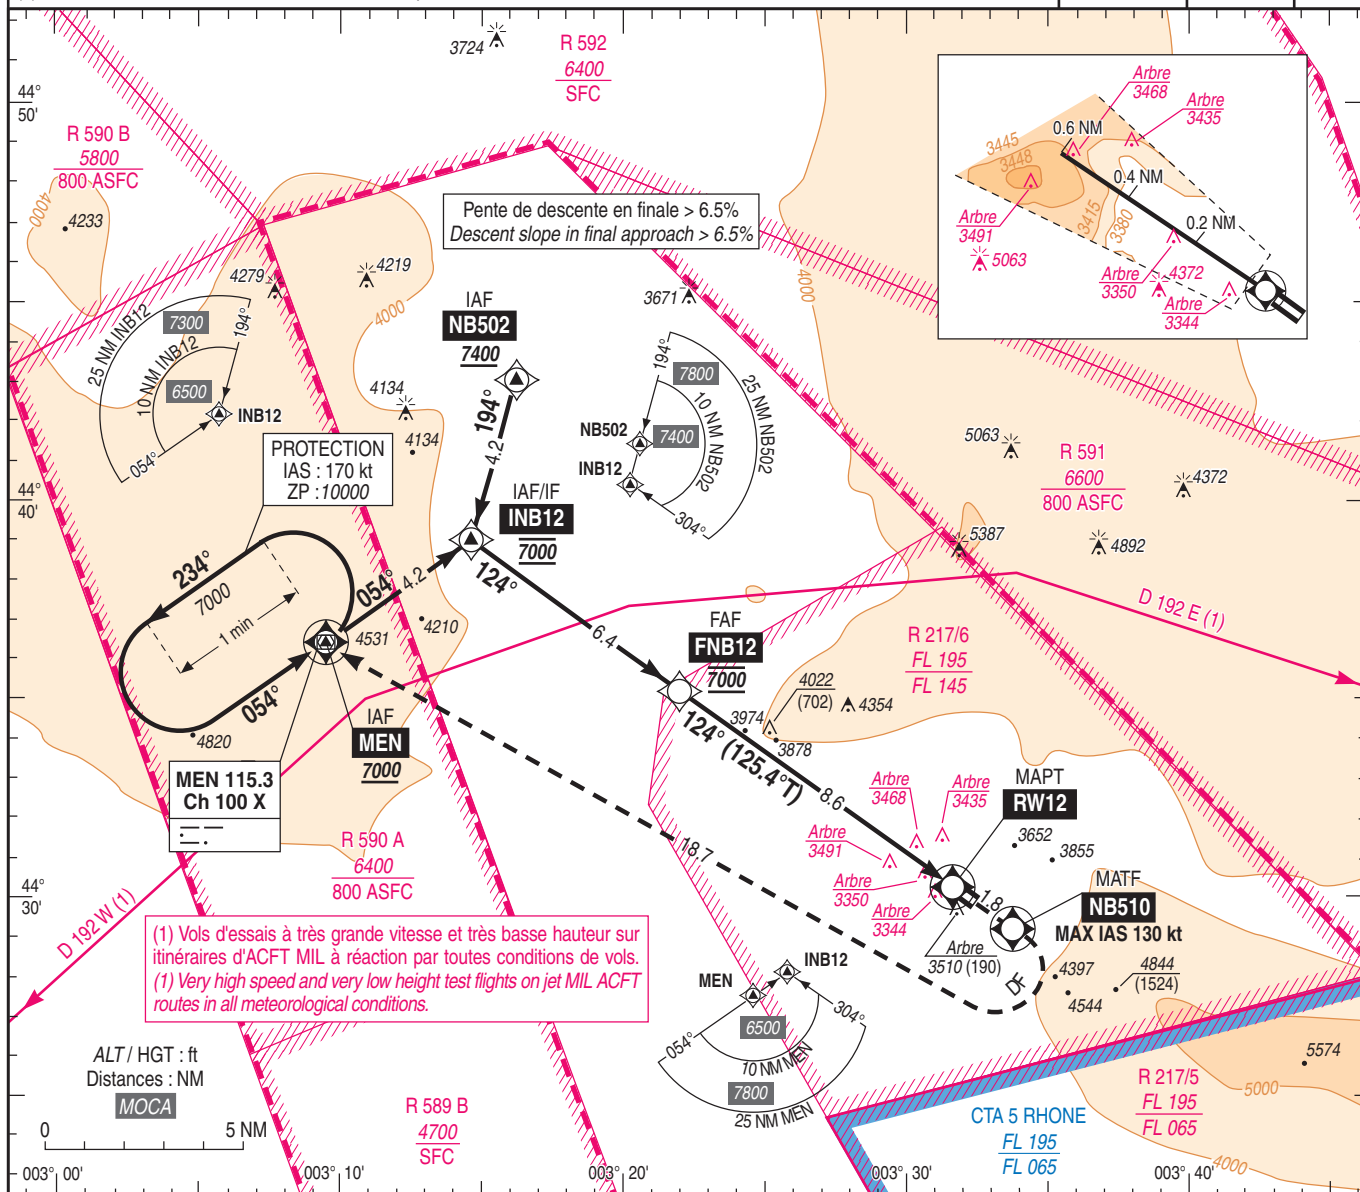 3724
R 592
6400
SFC
44°
50'
R 590 B
5800
800 ASFC
4000
4233
Pente de descente en finale > 6.5%
Descent slope in final approach > 6.5%
Arbre
3468
Arbre
3435
0.6 NM
3445
3448
0.4 NM
3415
3380
0.2 NM
Arbre
3491
5063
Arbre
3350
4372
Arbre
3344
4279
4219
4000
3671
4000
25 NM INB12
7300
194°
10 NM INB12
6500
INB12
054°
IAF
NB502
7400
4134
4134
194°
4.2
194°
7800
25 NM NB502
10 NM NB502
NB502
7400
INB12
304°
PROTECTION
IAS : 170 kt
ZP :10000
IAF/IF
INB12
7000
5063
R 591
6600
800 ASFC
4372
44°
40'
5387
4892
234°
7000
1 min
054°
4.2
124°
4531
4210
6.4
D 192 E (1)
FAF
FNB12
7000
R 217/6
FL 195
FL 145
4022
(702)
4354
3974
3878
054°
4820
IAF
MEN
7000
124° (125.4°T)
8.6
MEN 115.3
Ch 100 X
MAPT
RW12
Arbre
3468
Arbre
3435
Arbre
3491
3652
3855
18.7
R 590 A
6400
800 ASFC
Arbre
3350
Arbre
3344
1.8
MATF
NB510
MAX IAS 130 kt
44°
30'
D 192 W (1)
(1) Vols d'essais à très grande vitesse et très basse hauteur sur
itinéraires d'ACFT MIL à réaction par toutes conditions de vols.
(1) Very high speed and very low height test flights on jet MIL ACFT
routes in all meteorological conditions.
Arbre
3510 (190)
DF
4397
4544
4844
(1524)
INB12
MEN
6500
304°
054°
10 NM MEN
7800
25 NM MEN
ALT / HGT : ft
Distances : NM
MOCA
0
5 NM
R 589 B
4700
SFC
5574
5000
R 217/5
FL 195
FL 065
CTA 5 RHONE
FL 195
FL 065
4000
003° 00'
003° 10'
003° 20'
003° 30'
003° 40'